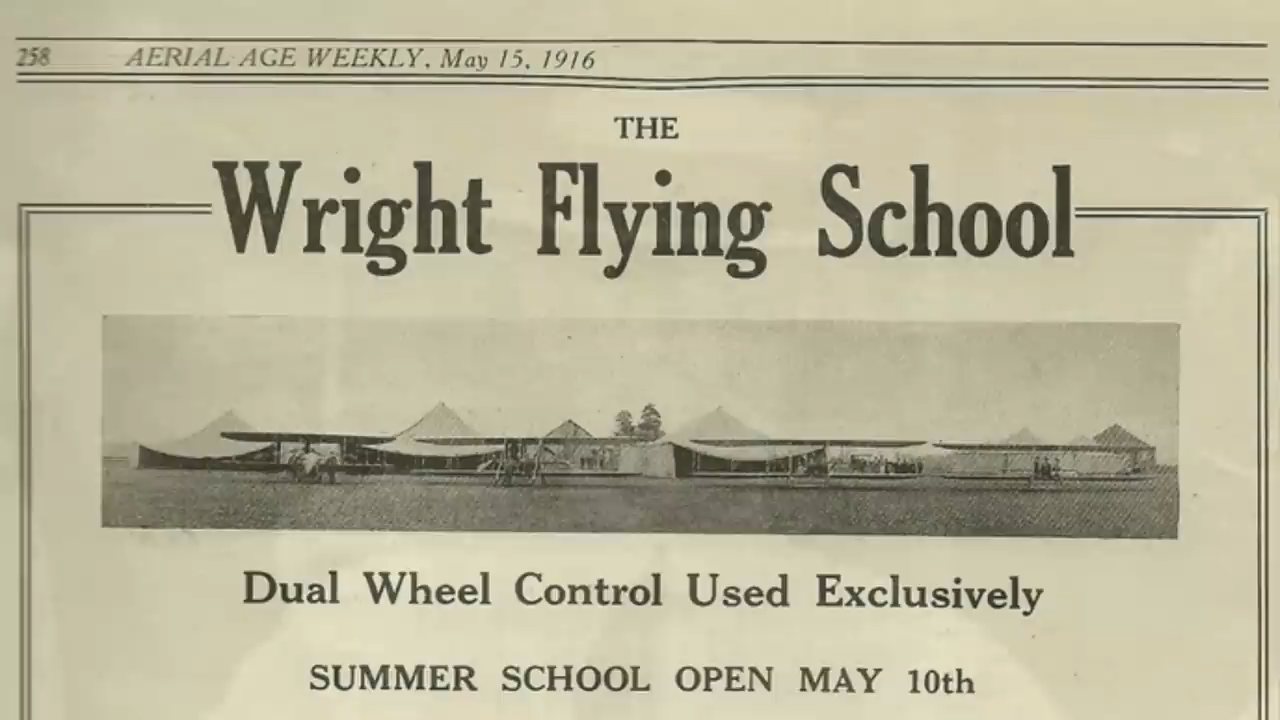 258 AERIAL AGE WEEKLY, May 15, 1916
THE
Wright Flying School
Dual Wheel Control Used Exclusively
SUMMER SCHOOL OPEN MAY 10th